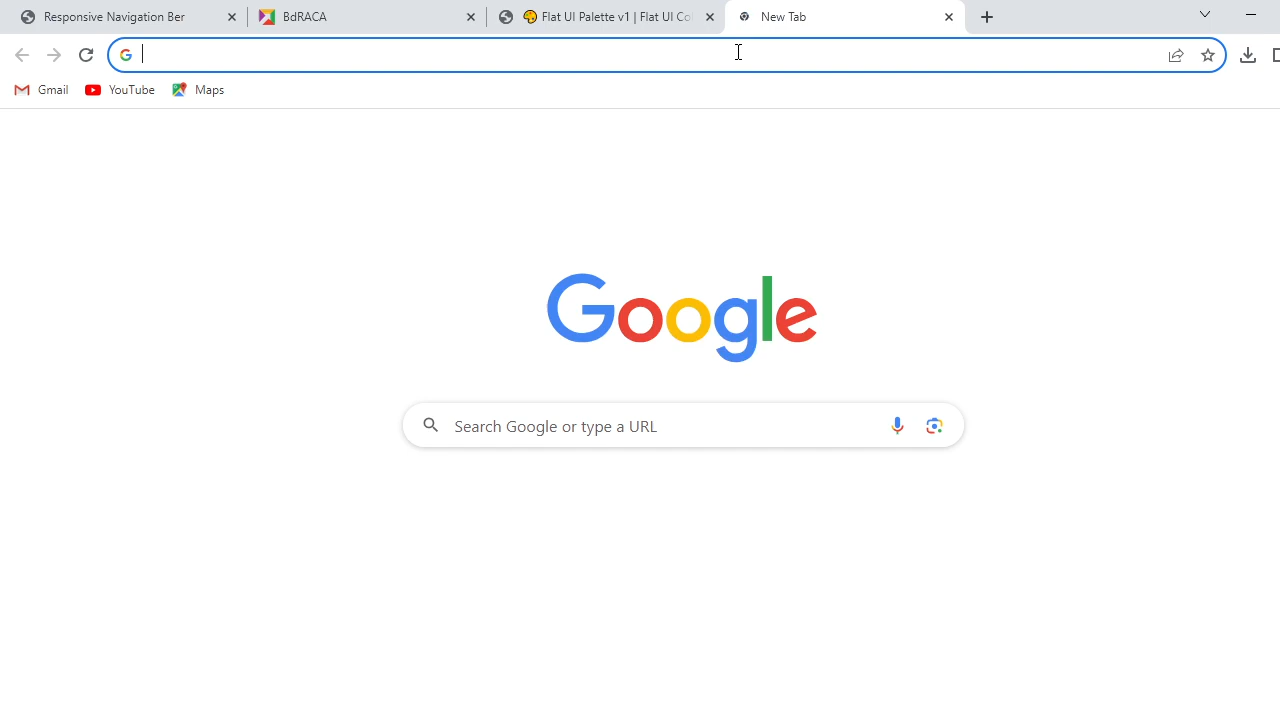 Responsive Navigation Ber
BdRACA
Flat UI Palette v1 | Flat UI Co
New Tab
Gmail
YouTube
Maps
Google
Search Google or type a URL